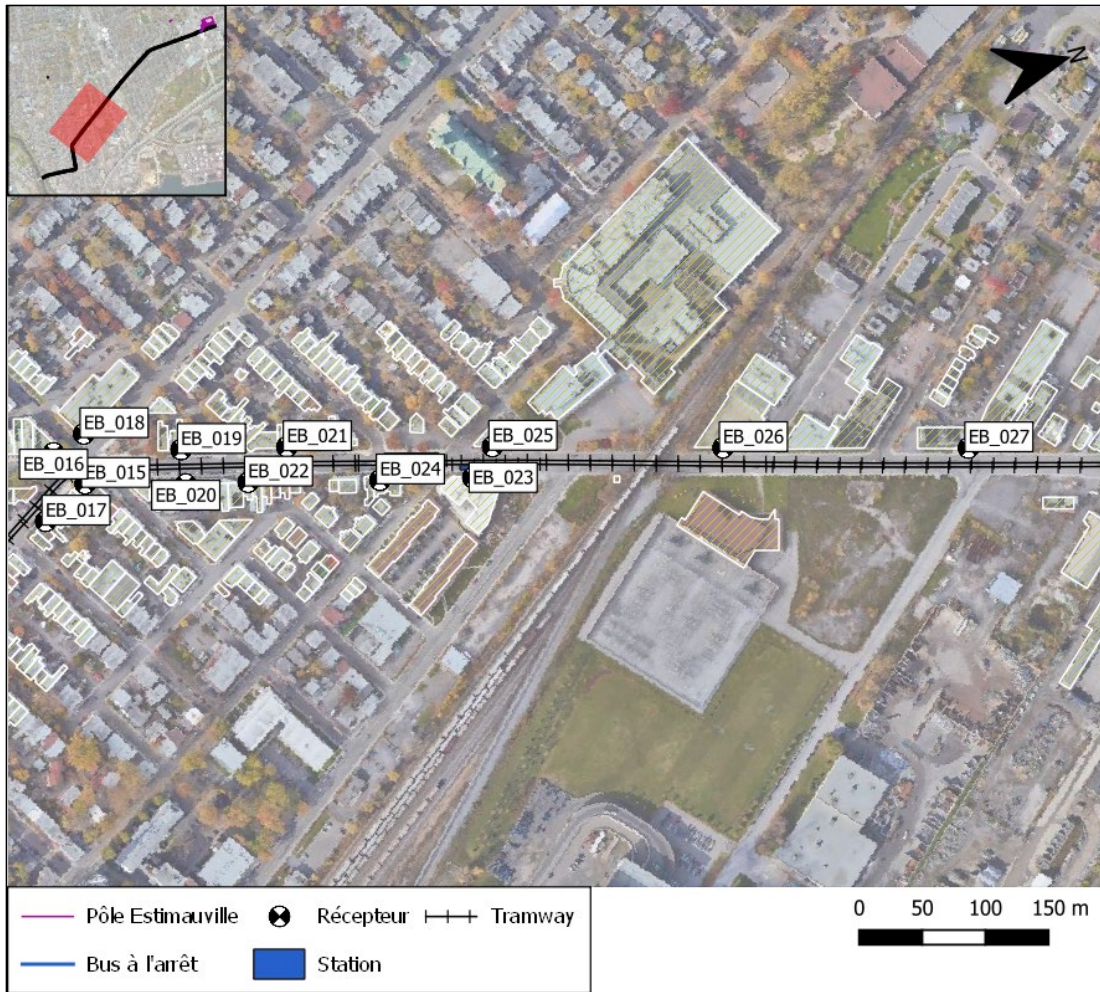 N
EB_018
EB_019
EB_021
EB_025
EB_026
EB_027
EB_016
EB_015
EB_022
EB_024
EB_023
EB_020
EB_017
Pôle Estimauville
Récepteur
Tramway
Bus à l'arrêt
Station
0 50 100 150 m